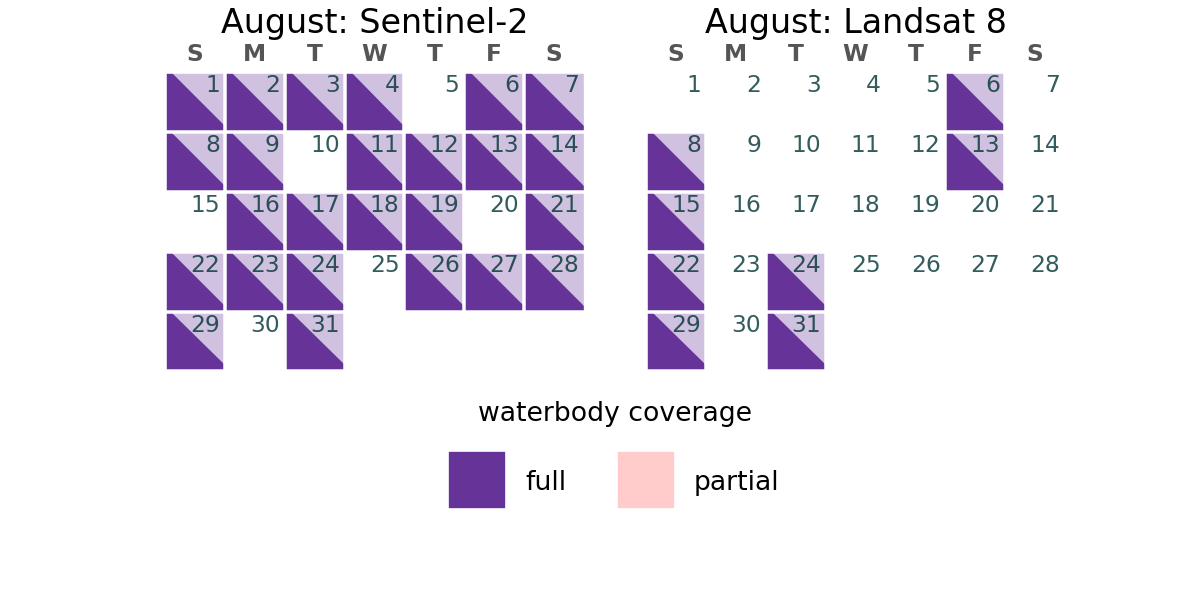 August: Sentinel-2
S M T W T F S
1 2 3 4 5 6 7
8 9 10 11 12 13 14
15 16 17 18 19 20 21
22 23 24 25 26 27 28
29 30 31
August: Landsat 8
S M T W T F S
1 2 3 4 5 6 7
8 9 10 11 12 13 14
15 16 17 18 19 20 21
22 23 24 25 26 27 28
29 30 31
waterbody coverage
full partial